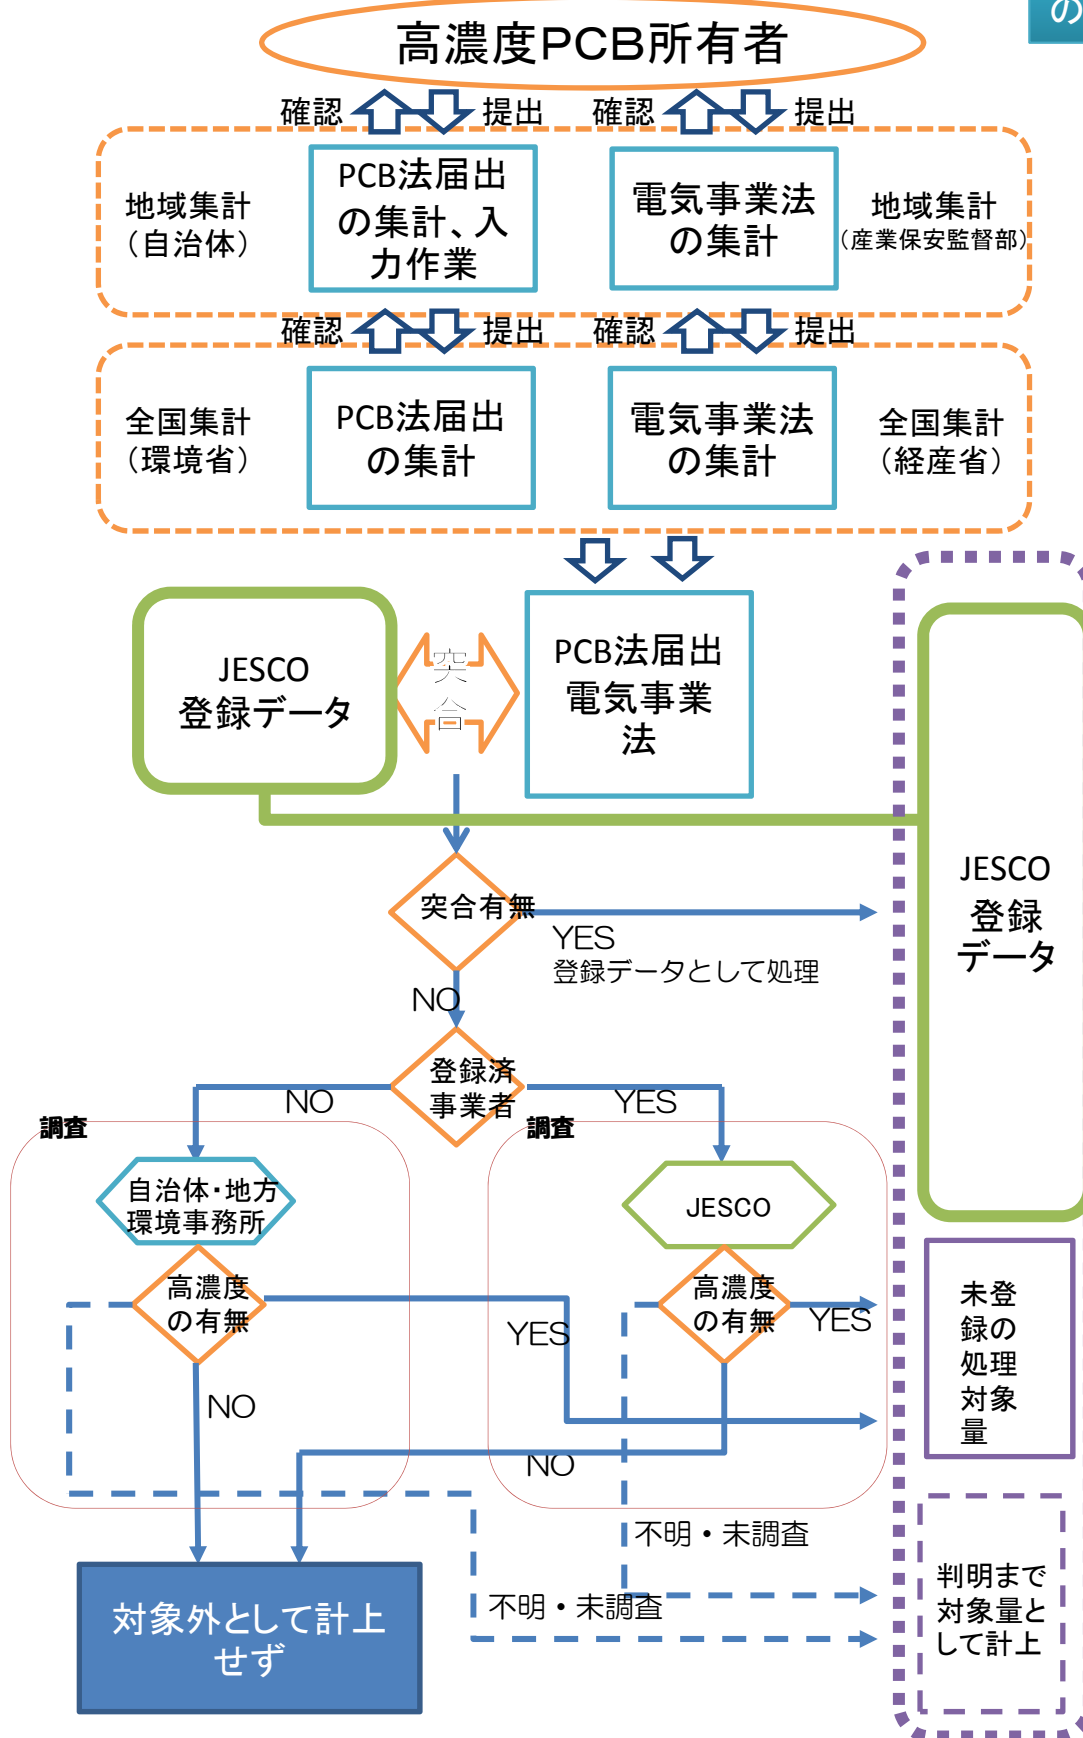 の
高濃度PCB所有者
確認
提出
確認
提出
地域集計
（自治体）
PCB法届出
の集計、入
力作業
電気事業法
の集計
地域集計
（産業保安監督部）
確認
提出
確認
提出
全国集計
（環境省）
PCB法届出
の集計
電気事業法
の集計
全国集計
（経産省）
JESCO
登録データ
突
合
PCB法届出
電気事業
法
JESCO
登録
データ
突合有無
YES
登録データとして処理
NO
登録済
事業者
NO
YES
調査
調査
自治体・地方
環境事務所
JESCO
高濃度
の有無
高濃度
の有無
YES
YES
NO
NO
未登
録の
処理
対象
量
不明・未調査
不明・未調査
判明まで
対象量と
して計上
対象外として計上
せず